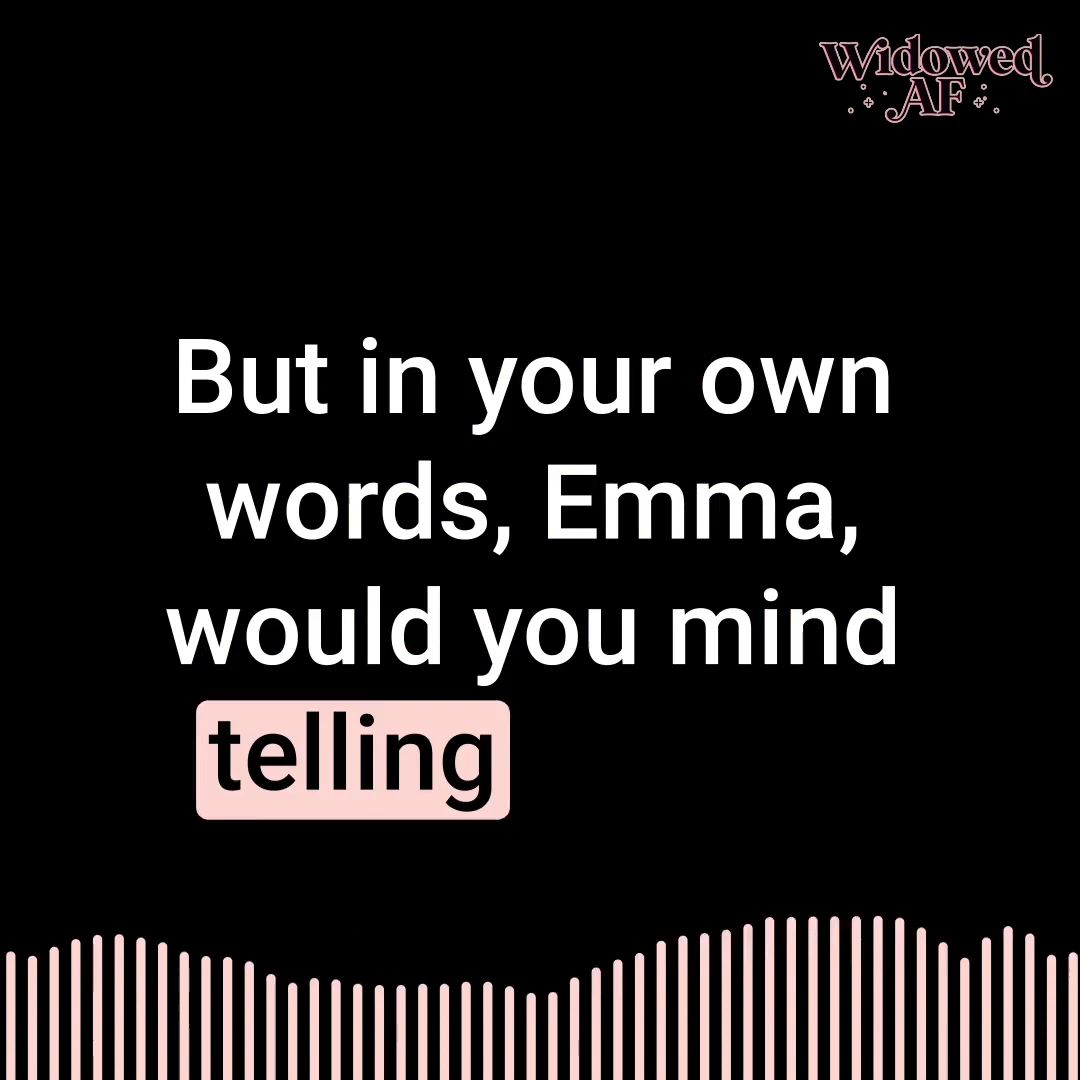 Widowed
AF
But in your own
words, Emma,
would you mind
telling